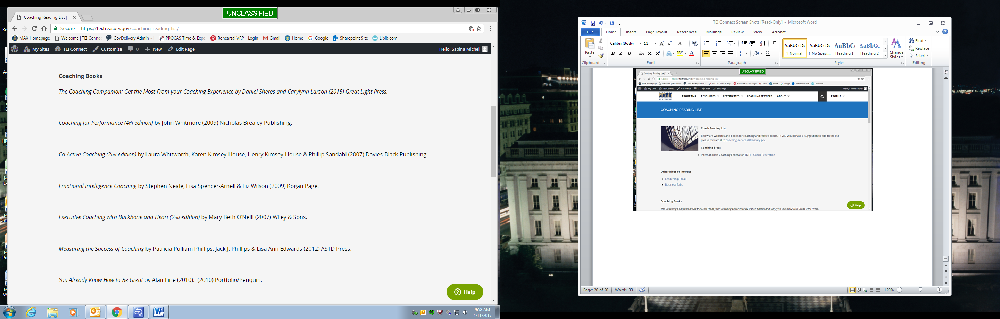 UNCLASSIFIED
Coaching Reading List | T
Secure
https://tei.treasury.gov/coaching-reading-list/
MAX Homepage
Welcome | TEI Conne
GovDelivery Admin »
PROCAS Time & Expe
Rehearsal VRP - Login
Gmail
Home
Google
Sharepoint Site
Libib.com
My Sites
TEI Connect
Customize
0
New
Edit Page
Hello, Sabina Michel
Coaching Books
The Coaching Companion: Get the Most From your Coaching Experience by Daniel Sheres and Carylynn Larson (2015) Great Light Press.
Coaching for Performance (4th edition) by John Whitmore (2009) Nicholas Brealey Publishing.
Co-Active Coaching (2nd edition) by Laura Whitworth, Karen Kimsey-House, Henry Kimsey-House & Phillip Sandahl (2007) Davies-Black Publishing.
Emotional Intelligence Coaching by Stephen Neale, Lisa Spencer-Arnell & Liz Wilson (2009) Kogan Page.
Executive Coaching with Backbone and Heart (2nd edition) by Mary Beth O’Neill (2007) Wiley & Sons.
Measuring the Success of Coaching by Patricia Pulliam Phillips, Jack J. Phillips & Lisa Ann Edwards (2012) ASTD Press.
You Already Know How to Be Great by Alan Fine (2010).  (2010) Portfolio/Penquin.
Help
9:58 AM
4/11/2017
TEI Connect Screen Shots [Read-Only] - Microsoft Word
File
Home
Insert
Page Layout
References
Mailings
Review
View
Acrobat
Paste
Clipboard
Calibri (Body)
11
Font
Paragraph
AaBbCcDc
¶ Normal
AaBbCcDc
¶ No Spaci...
AaBbC
Heading 1
AaBbCc
Heading 2
Change
Styles
Styles
Find
Replace
Select
Editing
UNCLASSIFIED
Coaching Reading List | T
Secure
https://tei.treasury.gov/coaching-reading-list/
MAX Homepage
Welcome | TEI Conne
GovDelivery Admin »
PROCAS Time & Expe
Rehearsal VRP - Login
Gmail
Home
Google
Sharepoint Site
Libib.com
My Sites
TEI Connect
Customize
0
New
Edit Page
Hello, Sabina Michel
PROGRAMS
RESOURCES
CERTIFICATES
COACHING SERVICES
ABOUT
PROFILE
COACHING READING LIST
Coach Reading List
Below are websites and books for coaching and related topics.  If you would have a suggestion to add to the list,
please forward it to coaching-services@treasury.gov.
Coaching Blogs
• Internationals Coaching Federation (ICF)   Coach Federation
Other Blogs of Interest
• Leadership Freak
• Business Balls
Coaching Books
The Coaching Companion: Get the Most From your Coaching Experience by Daniel Sheres and Carylynn Larson (2015) Great Light Press.
Help
Page: 20 of 20
Words: 33
120%